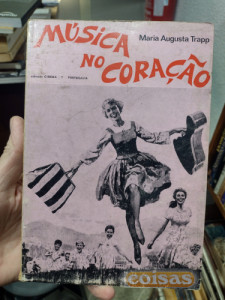 MÚSICA
Maria Augusta Trapp
NO
CORAÇÃO
coisas